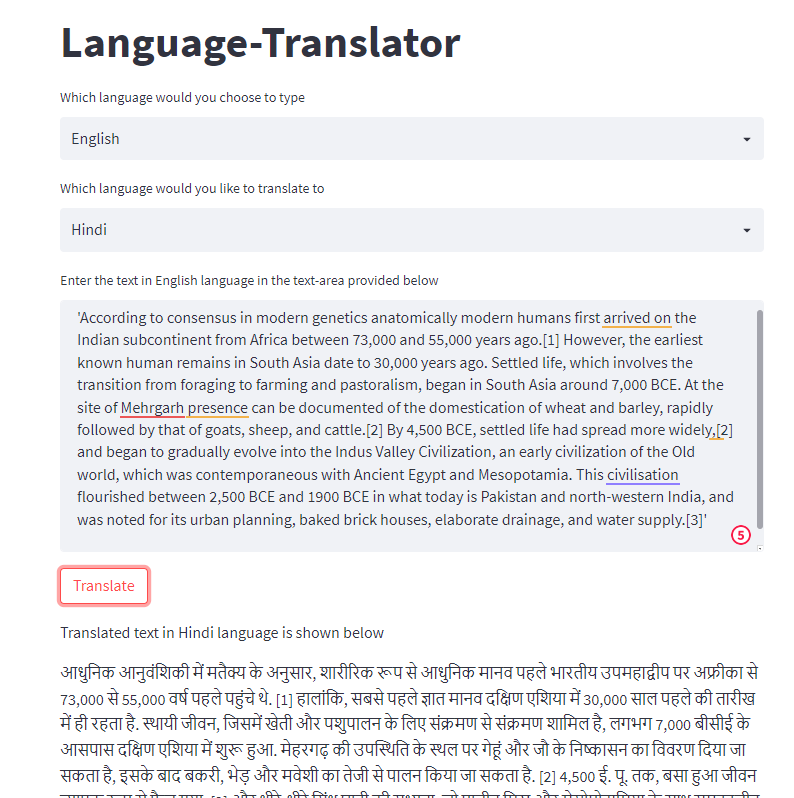 Language-Translator
Which language would you choose to type
English
Which language would you like to translate to
Hindi
Enter the text in English language in the text-area provided below
'According to consensus in modern genetics anatomically modern humans first arrived on the
Indian subcontinent from Africa between 73,000 and 55,000 years ago.[1] However, the earliest
known human remains in South Asia date to 30,000 years ago. Settled life, which involves the
transition from foraging to farming and pastoralism, began in South Asia around 7,000 BCE. At the
site of Mehrgarh presence can be documented of the domestication of wheat and barley, rapidly
followed by that of goats, sheep, and cattle.[2] By 4,500 BCE, settled life had spread more widely,[2]
and began to gradually evolve into the Indus Valley Civilization, an early civilization of the Old
world, which was contemporaneous with Ancient Egypt and Mesopotamia. This civilisation
flourished between 2,500 BCE and 1900 BCE in what today is Pakistan and north-western India, and
was noted for its urban planning, baked brick houses, elaborate drainage, and water supply.[3]'
5
Translate
Translated text in Hindi language is shown below
आधुनिक आनुवंशिकी में मतैक्य के अनुसार, शारीरिक रूप से आधुनिक मानव पहले भारतीय उपमहाद्वीप पर अफ्रीका से
73,000 से 55,000 वर्ष पहले पहुंचे थे. [1] हालांकि, सबसे पहले ज्ञात मानव दक्षिण एशिया में 30,000 साल पहले की तारीख
में ही रहता है. स्थायी जीवन, जिसमें खेती और पशुपालन के लिए संक्रमण से संक्रमण शामिल है, लगभग 7,000 बीसीई के
आसपास दक्षिण एशिया में शुरू हुआ. मेहरगढ़ की उपस्थिति के स्थल पर गेहूं और जौ के निष्कासन का विवरण दिया जा
सकता है, इसके बाद बकरी, भेड़ और मवेशी का तेजी से पालन किया जा सकता है. [2] 4,500 ई. पू. तक, बसा हुआ जीवन